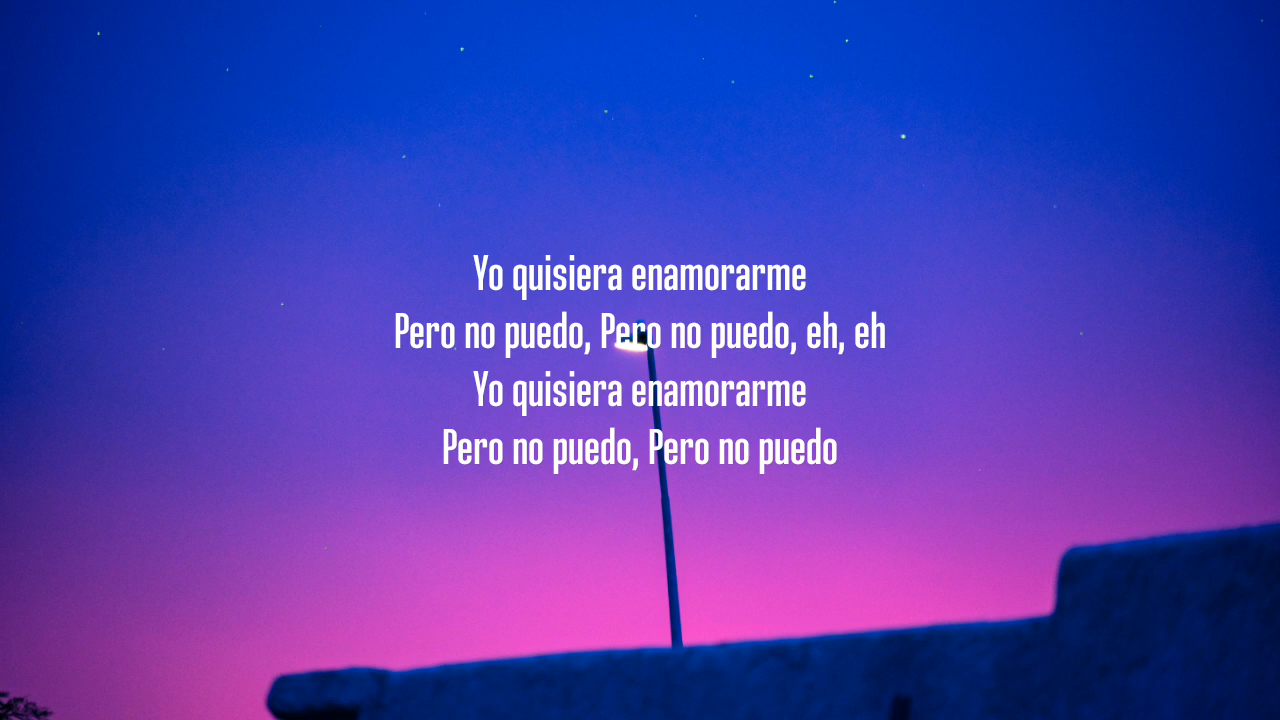 Yo quisiera enamorarme
Pero no puedo, Pero no puedo, eh, eh
Yo quisiera enamorarme
Pero no puedo, Pero no puedo